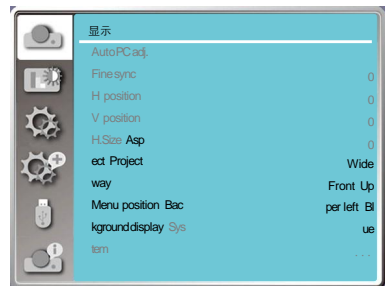 显示
Auto PC adj.
Fine sync 0
H position 0
V position 0
H.Size Asp 0
ect Project Wide
way Front Up
Menu position Bac per left Bl
kground display Sys ue
tem ...